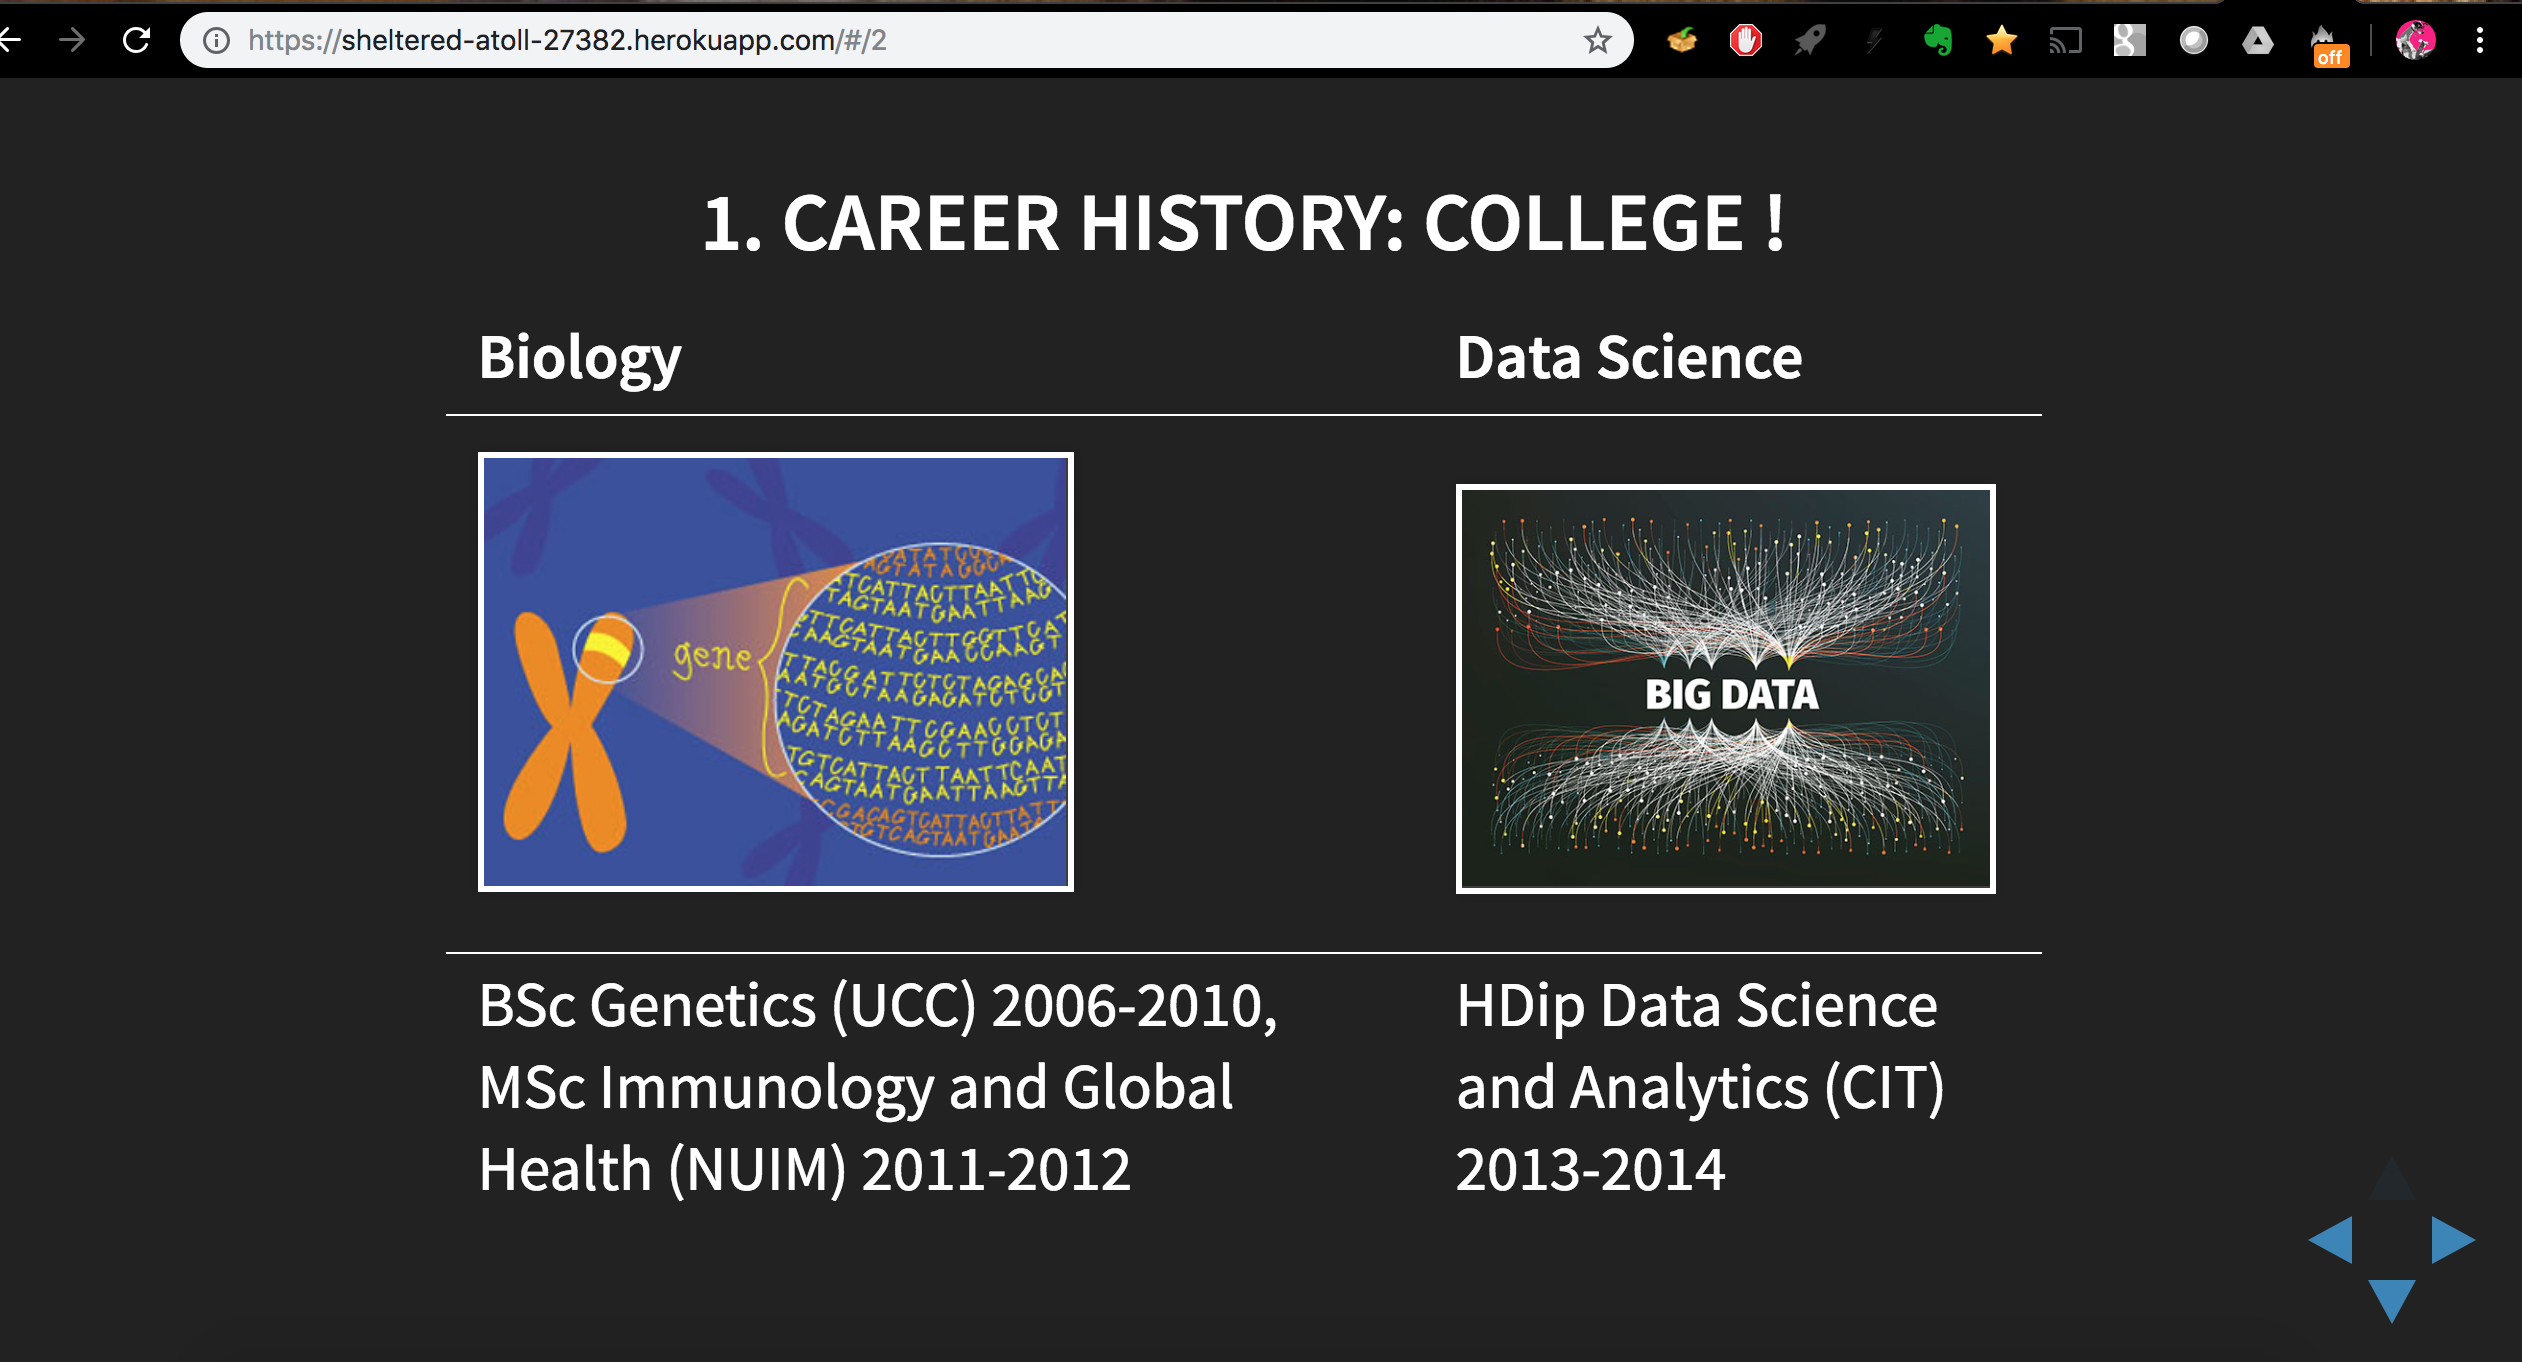 https://sheltered-atoll-27382.herokuapp.com/#/2
off
1. CAREER HISTORY: COLLEGE !
Biology
Data Science
gene
BIG DATA
BSc Genetics (UCC) 2006-2010,
MSc Immunology and Global
Health (NUIM) 2011-2012
HDip Data Science
and Analytics (CIT)
2013-2014